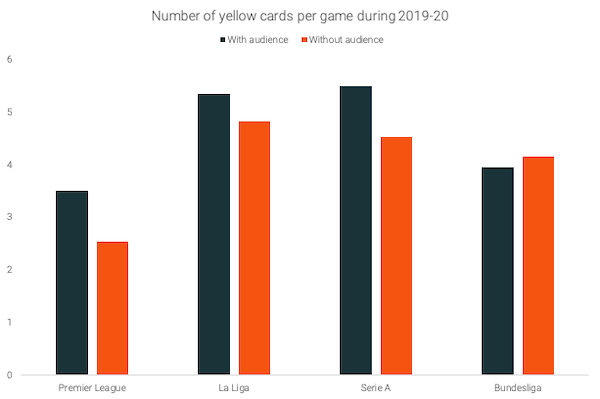 Number of yellow cards per game during 2019-20
With audience Without audience
6
5
4
3
2
1
0
Premier League La Liga Serie A Bundesliga